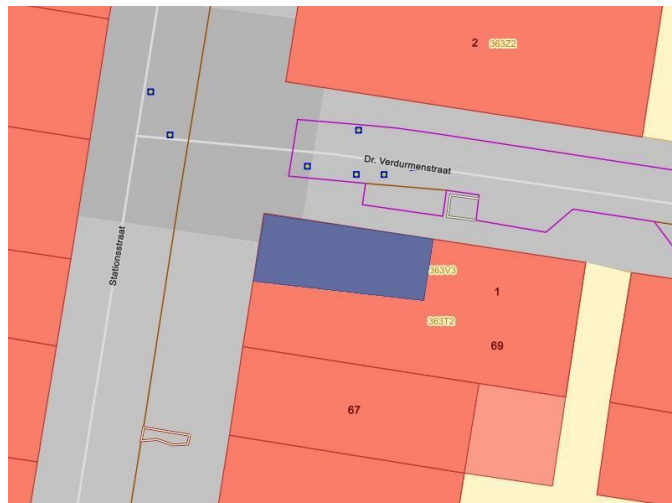 2 363Z2
Dr. Verdurmenstraat
Stationsstraat
363V3
1
363T2
69
67